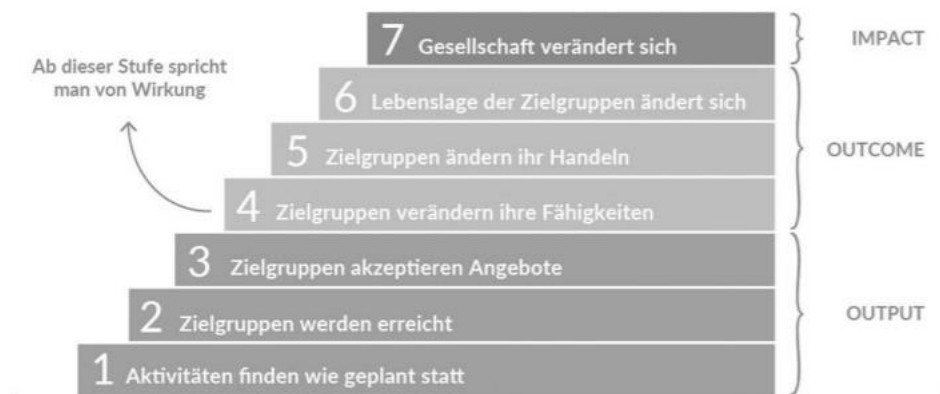 7 Gesellschaft verändert sich
IMPACT
Ab dieser Stufe spricht
man von Wirkung
6 Lebenslage der Zielgruppen ändert sich
5 Zielgruppen ändern ihr Handeln
OUTCOME
4 Zielgruppen verändern ihre Fähigkeiten
3 Zielgruppen akzeptieren Angebote
2 Zielgruppen werden erreicht
OUTPUT
1 Aktivitäten finden wie geplant statt